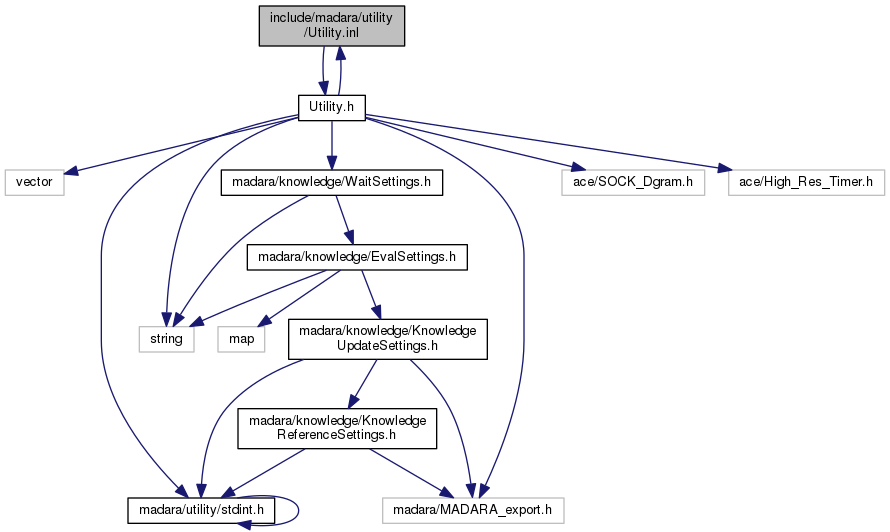 include/madara/utility
/Utility.inl
Utility.h
vector
madara/knowledge/WaitSettings.h
ace/SOCK_Dgram.h
ace/High_Res_Timer.h
madara/knowledge/EvalSettings.h
string
map
madara/knowledge/Knowledge
UpdateSettings.h
madara/knowledge/Knowledge
ReferenceSettings.h
madara/utility/stdint.h
madara/MADARA_export.h